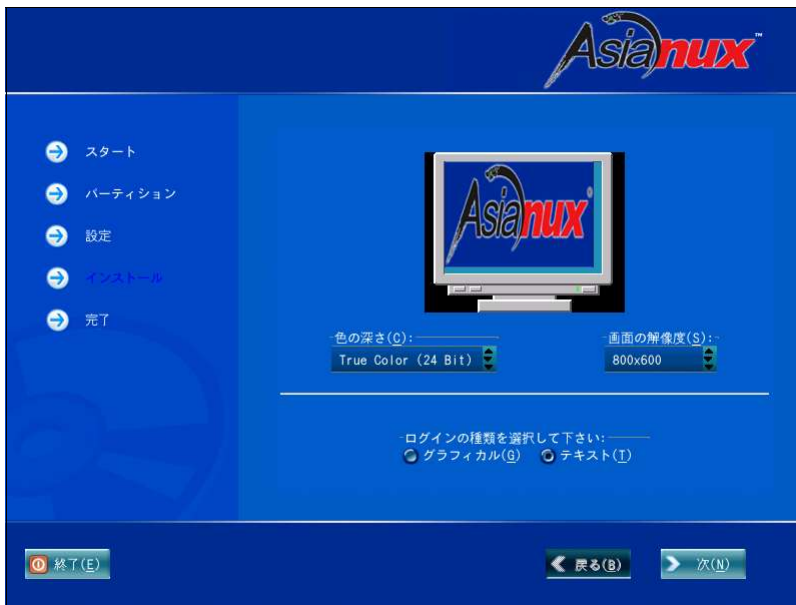 Asianux™
スタート
パーティション
設定
インストール
完了
Asianux
色の深さ(C):
画面の解像度(S):
True Color (24 Bit)
800x600
ログインの種類を選択して下さい:
グラフィカル(G) テキスト(T)
終了(E)
戻る(B)
次(N)